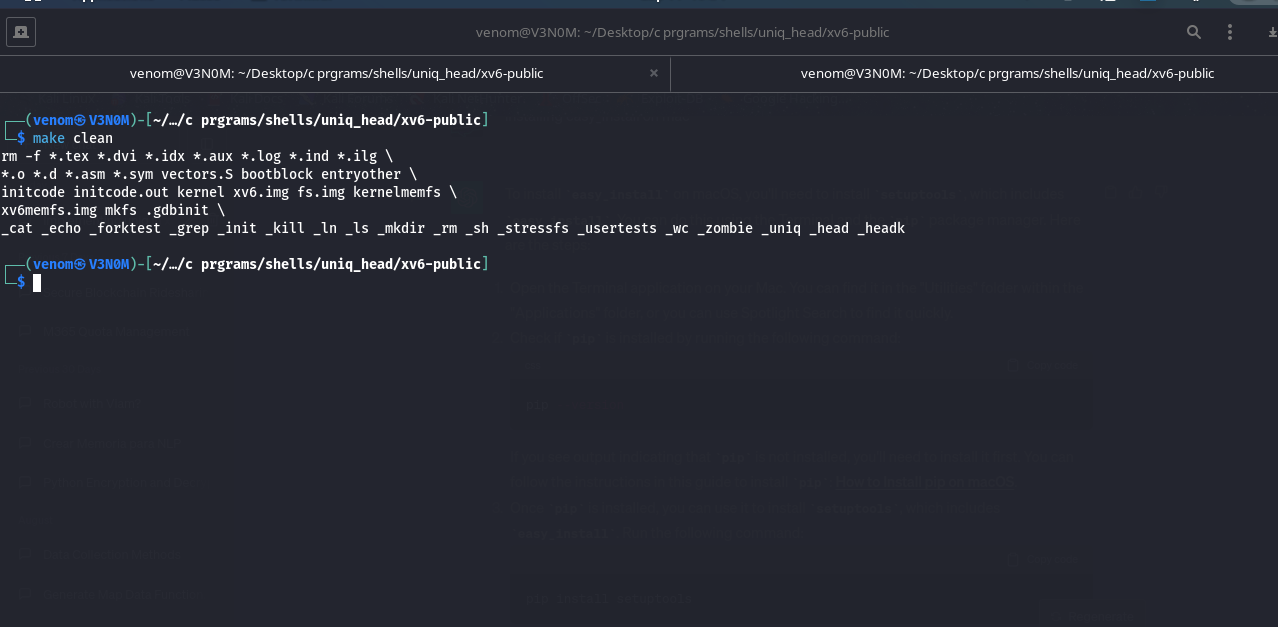 venom@V3N0M: ~/Desktop/c prgrams/shells/uniq_head/xv6-public
venom@V3N0M: ~/Desktop/c prgrams/shells/uniq_head/xv6-public × venom@V3N0M: ~/Desktop/c prgrams/shells/uniq_head/xv6-public
┌──(venom㉿V3N0M)-[~/…/c prgrams/shells/uniq_head/xv6-public]
└─$ make clean
rm -f *.tex *.dvi *.idx *.aux *.log *.ind *.ilg \
*.o *.d *.asm *.sym vectors.S bootblock entryother \
initcode initcode.out kernel xv6.img fs.img kernelmemfs \
xv6memfs.img mkfs .gdbinit \
_cat _echo _forktest _grep _init _kill _ln _ls _mkdir _rm _sh _stressfs _usertests _wc _zombie _uniq _head _headk
┌──(venom㉿V3N0M)-[~/…/c prgrams/shells/uniq_head/xv6-public]
└─$